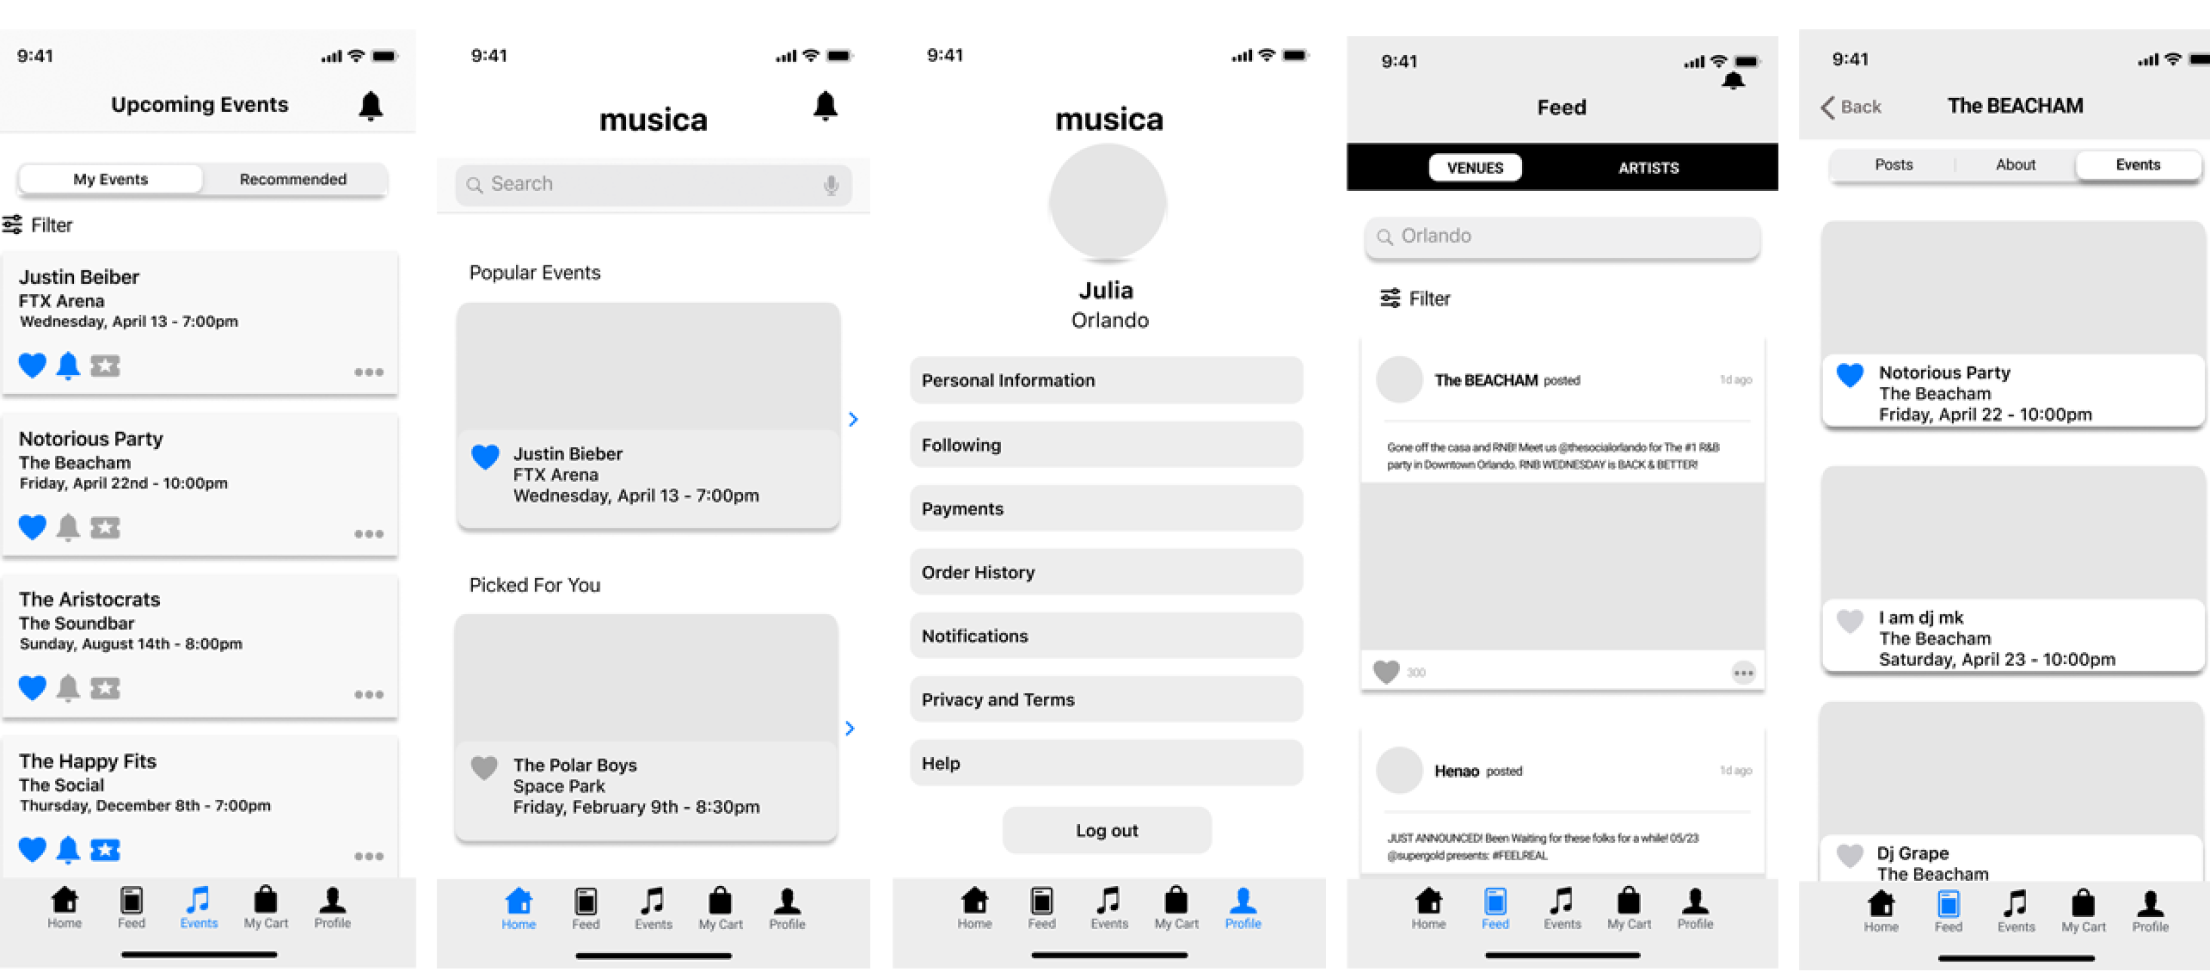 9:41
Upcoming Events
My Events
Recommended
Filter
Justin Beiber
FTX Arena
Wednesday, April 13 - 7:00pm
Notorious Party
The Beacham
Friday, April 22nd - 10:00pm
The Aristocrats
The Soundbar
Sunday, August 14th - 8:00pm
The Happy Fits
The Social
Thursday, December 8th - 7:00pm
Home
Feed
Events
My Cart
Profile
9:41
musica
Search
Popular Events
Justin Bieber
FTX Arena
Wednesday, April 13 - 7:00pm
Picked For You
The Polar Boys
Space Park
Friday, February 9th - 8:30pm
Home
Feed
Events
My Cart
Profile
9:41
musica
Julia
Orlando
Personal Information
Following
Payments
Order History
Notifications
Privacy and Terms
Help
Log out
Home
Feed
Events
My Cart
Profile
9:41
Feed
VENUES
ARTISTS
Orlando
Filter
The BEACHAM posted
1d ago
Gone off the casa and RNB! Meet us @thesocialorlando for The #1 R&B
party in Downtown Orlando. RNB WEDNESDAY is BACK & BETTER!
300
Henao posted
1d ago
JUST ANNOUNCED! Been Waiting for these folks for a while! 05/23
@supergold presents: #FEELREAL
Home
Feed
Events
My Cart
Profile
9:41
Back
The BEACHAM
Posts
About
Events
Notorious Party
The Beacham
Friday, April 22 - 10:00pm
I am dj mk
The Beacham
Saturday, April 23 - 10:00pm
Dj Grape
The Beacham
Home
Feed
Events
My Cart
Profile